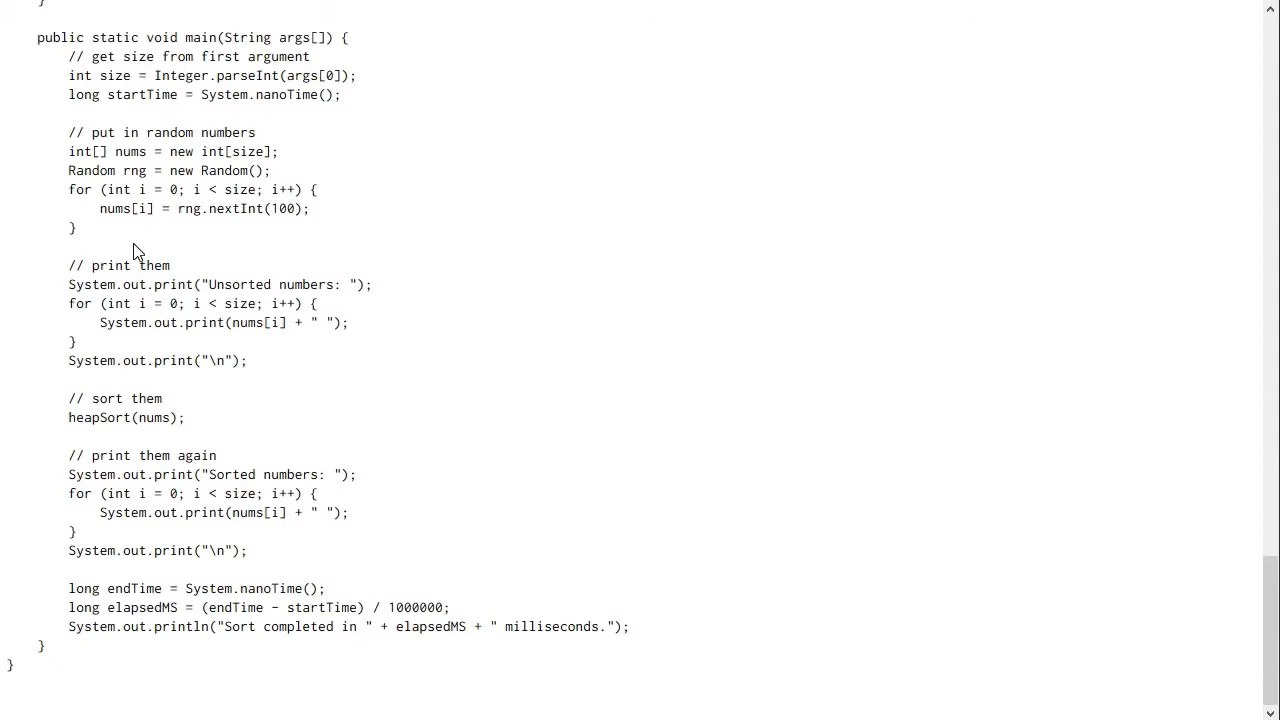 }
public static void main(String args[]) {
// get size from first argument
int size = Integer.parseInt(args[0]);
long startTime = System.nanoTime();
// put in random numbers
int[] nums = new int[size];
Random rng = new Random();
for (int i = 0; i < size; i++) {
nums[i] = rng.nextInt(100);
}
// print them
System.out.print("Unsorted numbers: ");
for (int i = 0; i < size; i++) {
System.out.print(nums[i] + " ");
}
System.out.print("\n");
// sort them
heapSort(nums);
// print them again
System.out.print("Sorted numbers: ");
for (int i = 0; i < size; i++) {
System.out.print(nums[i] + " ");
}
System.out.print("\n");
long endTime = System.nanoTime();
long elapsedMS = (endTime - startTime) / 1000000;
System.out.println("Sort completed in " + elapsedMS + " milliseconds.");
}
}